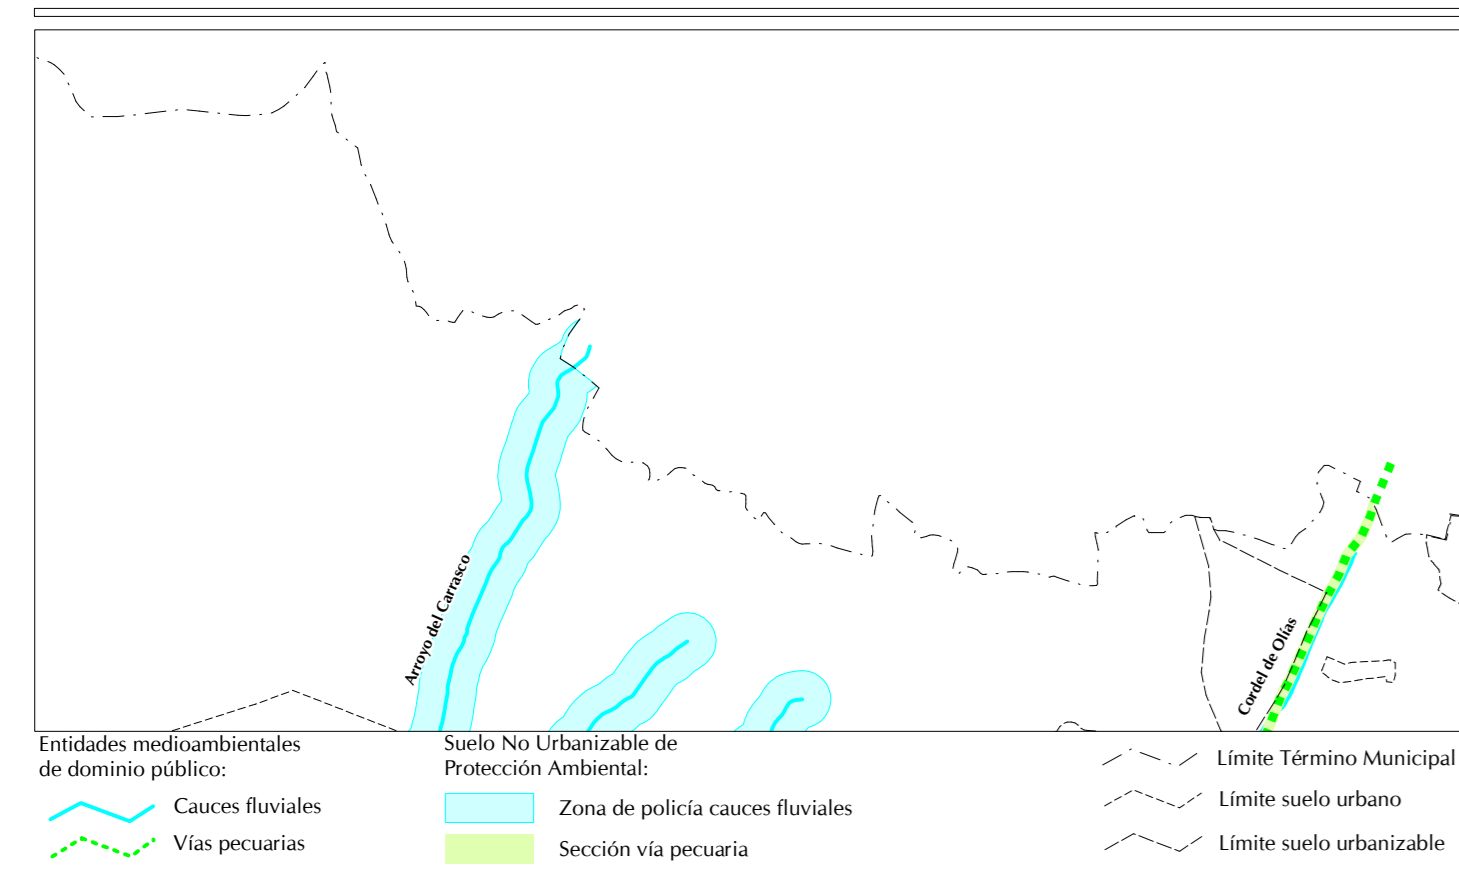 Arroyo del Carrasco
Cordel de Olías
Entidades medioambientales
de dominio público:
Cauces fluviales
Vías pecuarias
Suelo No Urbanizable de
Protección Ambiental:
Zona de policía cauces fluviales
Sección vía pecuaria
Límite Término Municipal
Límite suelo urbano
Límite suelo urbanizable